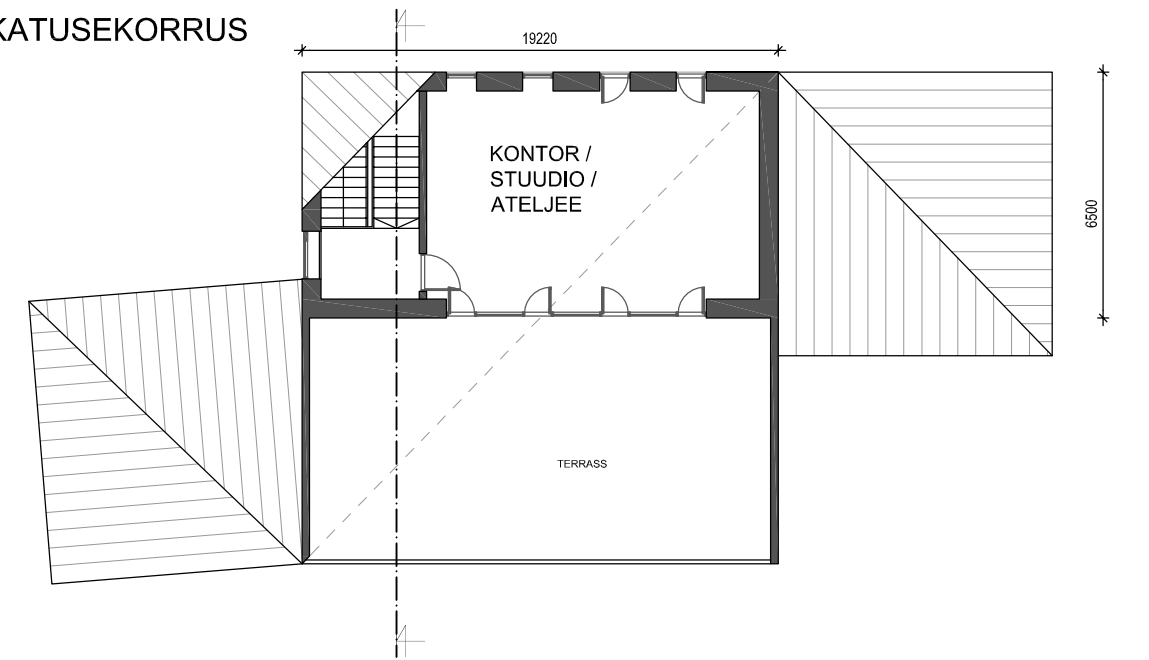 KATUSEKORRUS
19220
KONTOR /
STUUDIO /
ATELJEE
6500
TERRASS